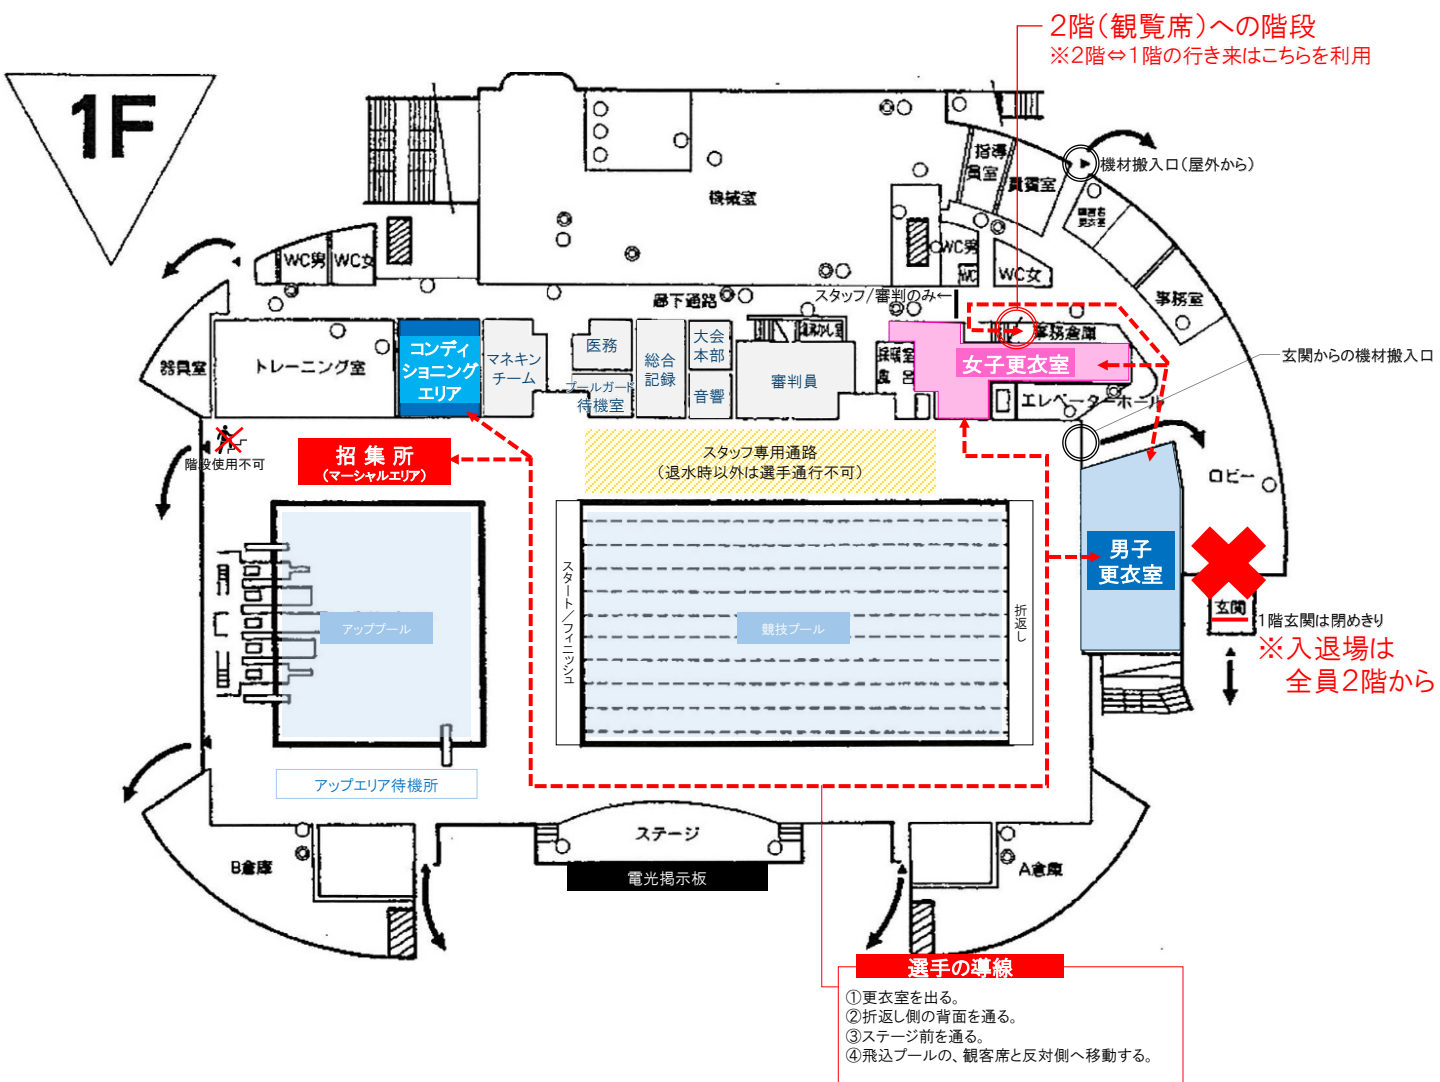 2階(観覧席)への階段
※2階⇔1階の行き来はこちらを利用
1F
指導
員室
貴賓室
機材搬入口(屋外から)
障害者
更衣室
機械室
WC男
WC女
WC男
WC
WC女
事務室
廊下通路
スタッフ/審判のみ←
器具室
トレーニング室
コンディ
ショニング
エリア
マネキン
チーム
医務
プールガード
待機室
総合
記録
大会
本部
音響
審判員
採暖室
女子更衣室
事務倉庫
エレベーターホール
玄関からの機材搬入口
階段使用不可
招集所
(マーシャルエリア)
スタッフ専用通路
(退水時以外は選手通行不可)
ロビー
男子
更衣室
スタート/フィニッシュ
折返し
アッププール
競技プール
玄関
1階玄関は閉めきり
※入退場は
全員2階から
アップエリア待機所
ステージ
電光掲示板
B倉庫
A倉庫
選手の導線
①更衣室を出る。
②折返し側の背面を通る。
③ステージ前を通る。
④飛込プールの、観客席と反対側へ移動する。